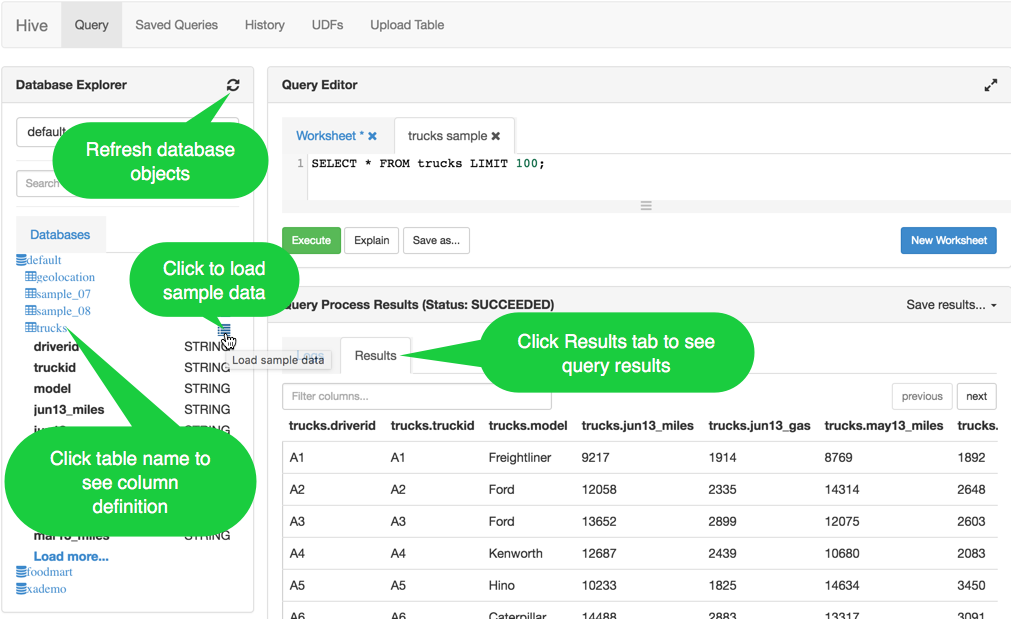 Hive Query Saved Queries History UDFs Upload Table
Database Explorer
default
Refresh database
objects
Search
Databases
default
geolocation
sample_07
sample_08
trucks
Click to load
sample data
Load sample data
driverid STRING
truckid STRING
model STRING
jun13_miles STRING
STRING
Click table name to
see column
definition
mar13_miles STRING
Load more...
foodmart
xademo
Query Editor
Worksheet * ✖ trucks sample ✖
1 SELECT * FROM trucks LIMIT 100;
Execute Explain Save as... New Worksheet
Query Process Results (Status: SUCCEEDED) Save results...
Results
Click Results tab to see
query results
Filter columns... previous next
trucks.driverid trucks.truckid trucks.model trucks.jun13_miles trucks.jun13_gas trucks.may13_miles trucks.
A1 A1 Freightliner 9217 1914 8769 1892
A2 A2 Ford 12058 2335 14314 2648
A3 A3 Ford 13652 2899 12075 2603
A4 A4 Kenworth 12687 2439 10680 2083
A5 A5 Hino 10233 1825 14634 3450
A6 A6 Caterpillar 14488 2883 13317 3091